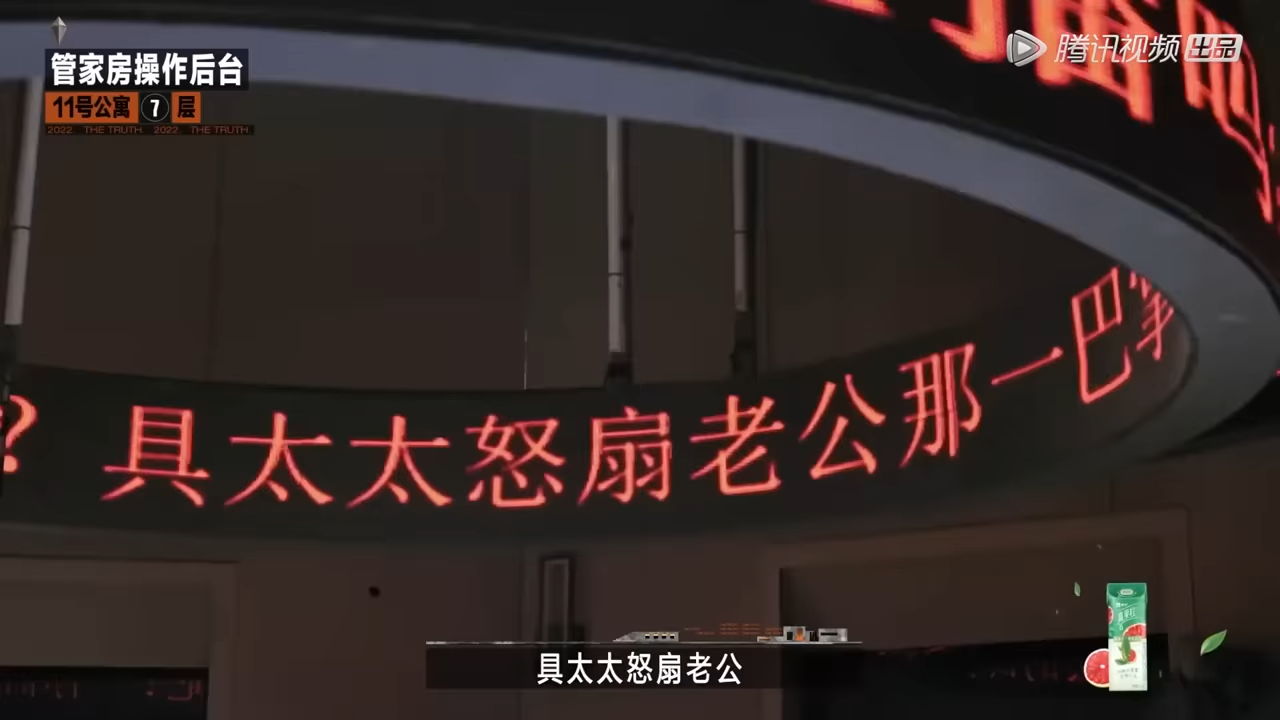 管家房操作后台
腾讯视频 出品
11号公寓 7 层
2022 THE TRUTH 2022 THE TRUTH
? 具太太怒扇老公那一巴掌
具太太怒扇老公